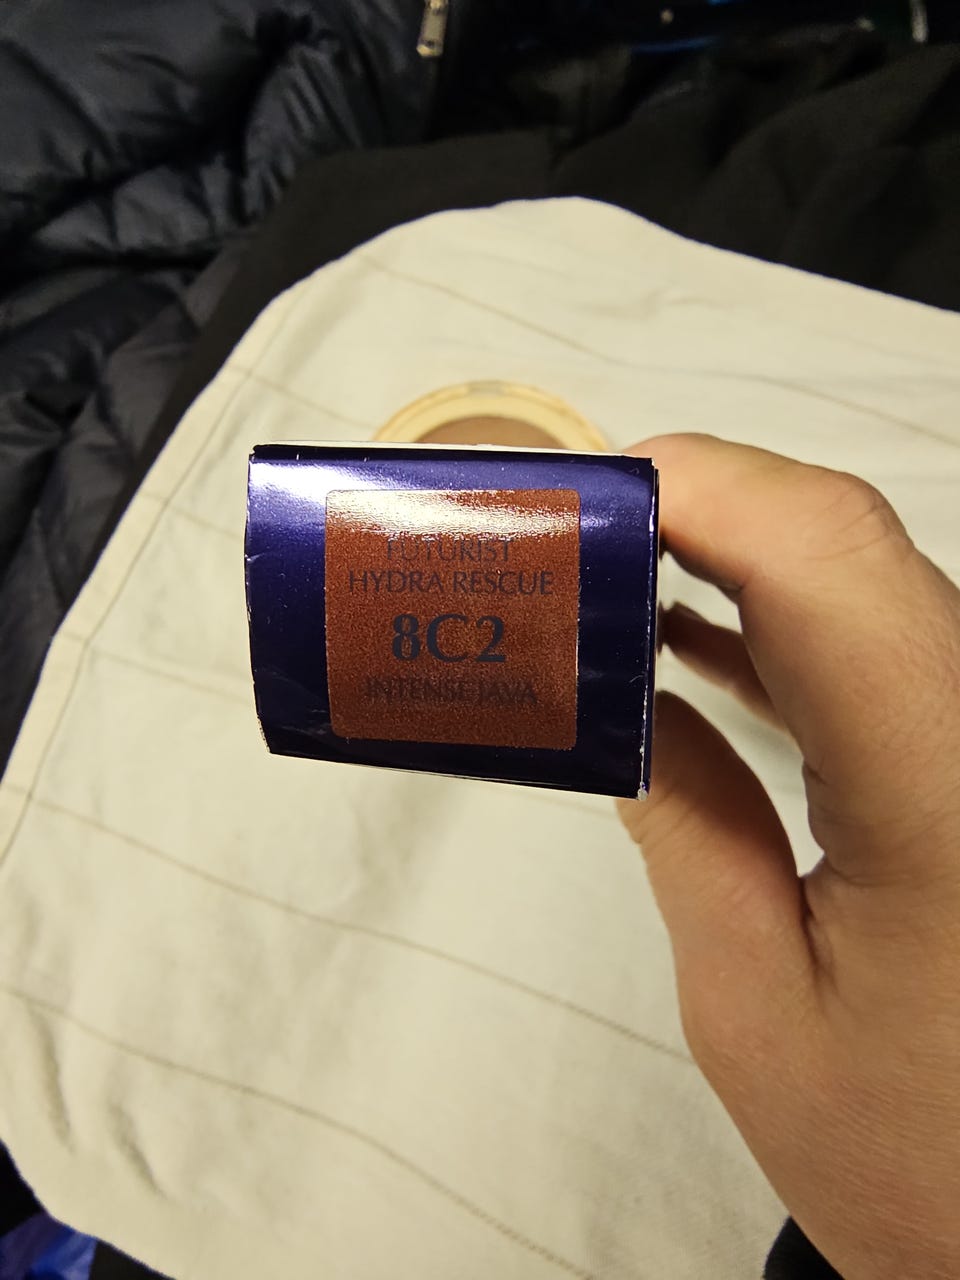 FUTURIST
HYDRA RESCUE
8C2
INTENSE JAVA